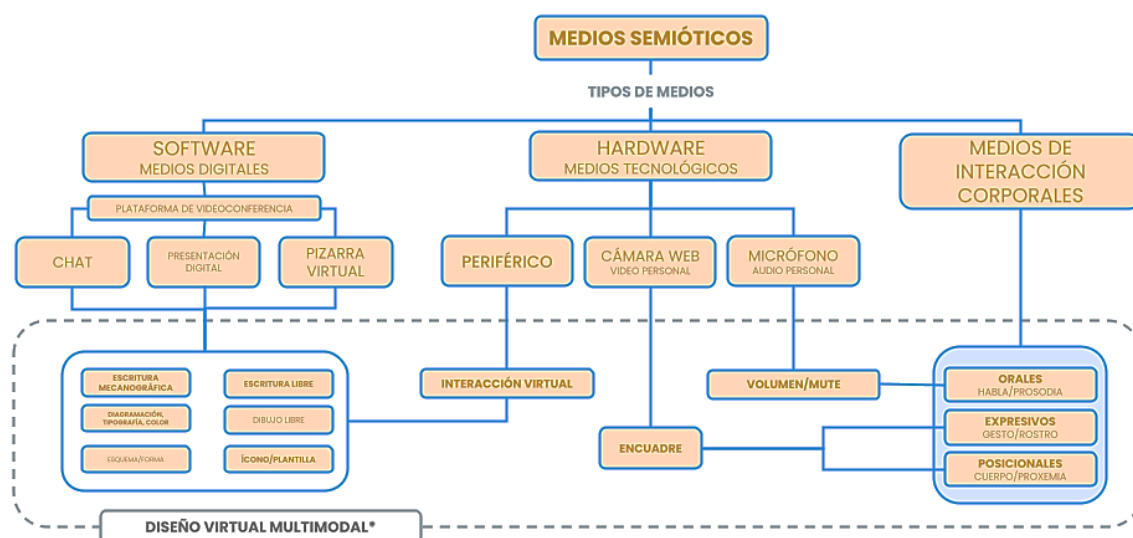 MEDIOS SEMIÓTICOS
TIPOS DE MEDIOS
SOFTWARE
MEDIOS DIGITALES
HARDWARE
MEDIOS TECNOLÓGICOS
MEDIOS DE
INTERACCIÓN
CORPORALES
PLATAFORMA DE VIDEOCONFERENCIA
CHAT
PRESENTACIÓN
DIGITAL
PIZARRA
VIRTUAL
PERIFÉRICO
CÁMARA WEB
VIDEO PERSONAL
MICRÓFONO
AUDIO PERSONAL
ESCRITURA
MECANOGRÁFICA
ESCRITURA LIBRE
DIAGRAMACIÓN,
TIPOGRAFÍA, COLOR
DIBUJO LIBRE
ESQUEMA/FORMA
ÍCONO/PLANTILLA
INTERACCIÓN VIRTUAL
VOLUMEN/MUTE
ENCUADRE
ORALES
HABLA/PROSODIA
EXPRESIVOS
GESTO/ROSTRO
POSICIONALES
CUERPO/PROXEMIA
DISEÑO VIRTUAL MULTIMODAL*